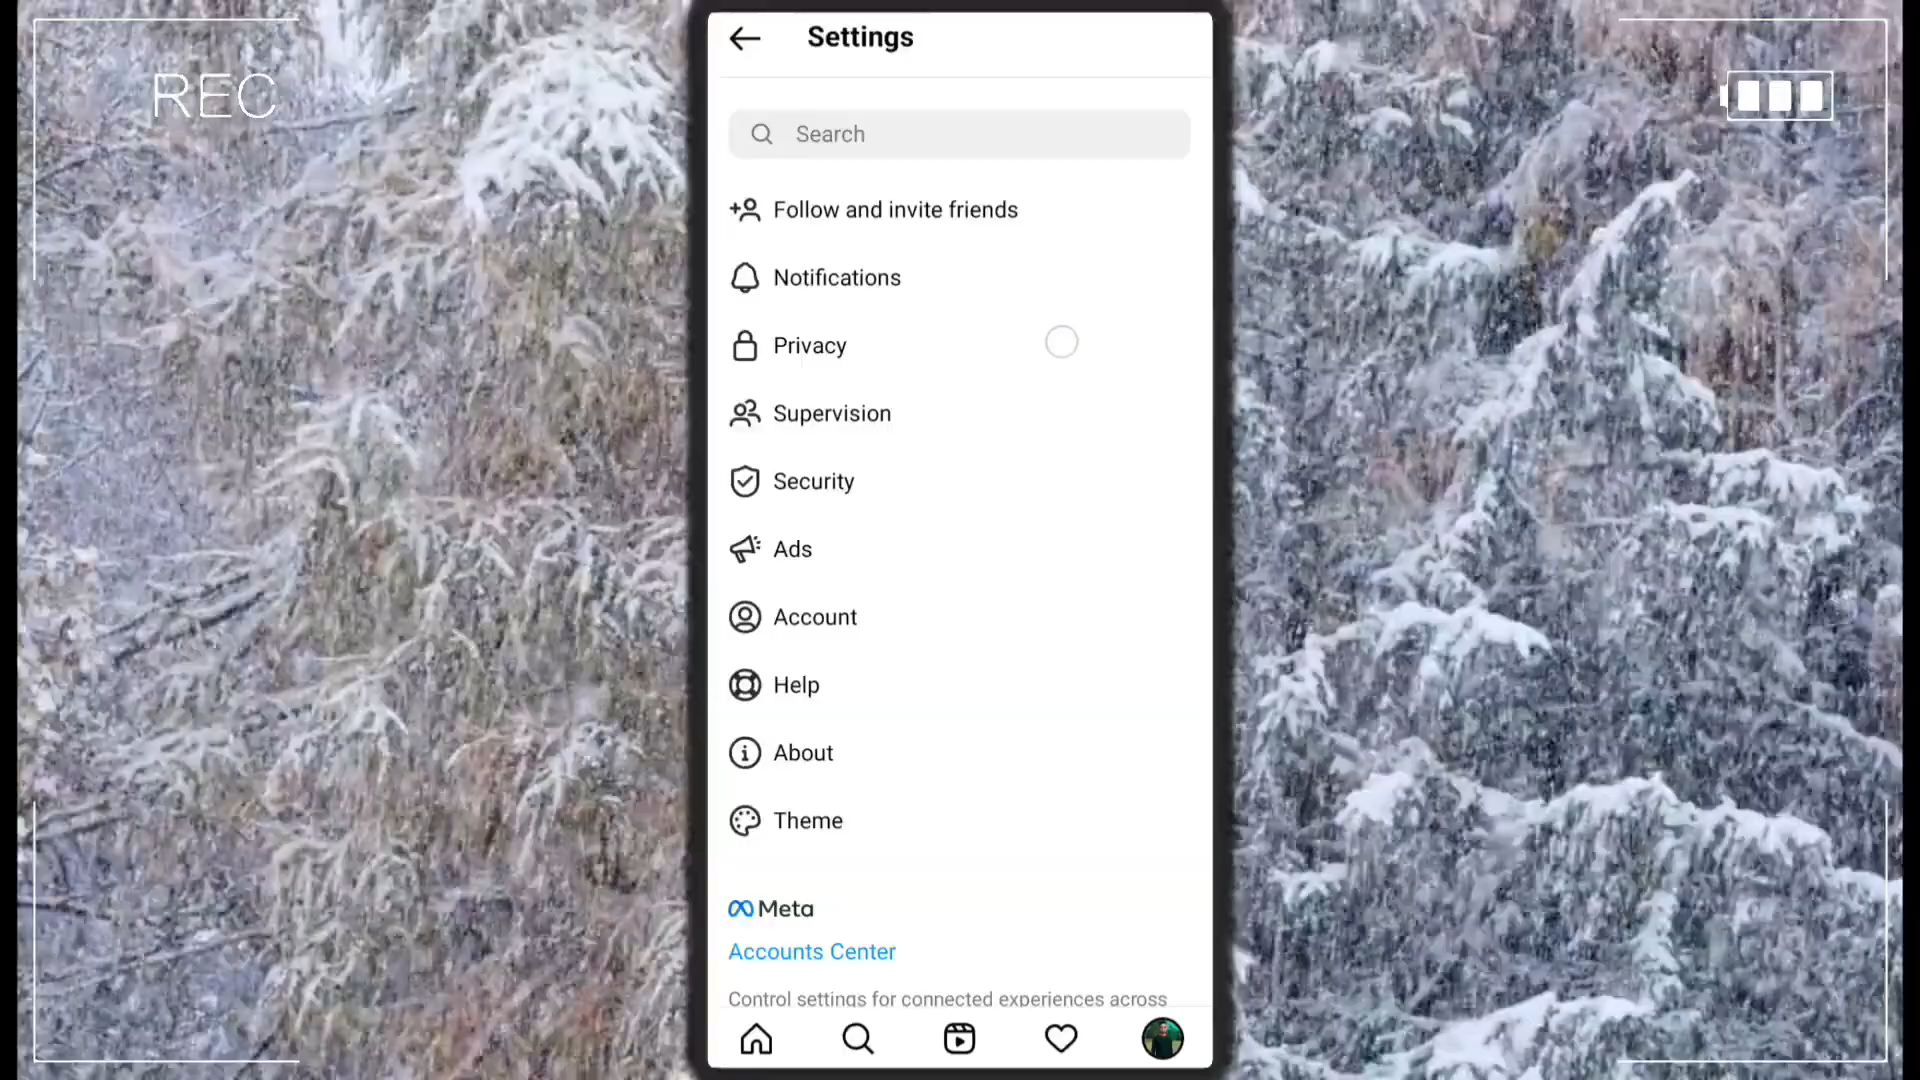 Settings
REC
Search
Follow and invite friends
Notifications
Privacy
Supervision
Security
Ads
Account
Help
About
Theme
Meta
Accounts Center
Control settings for connected experiences across